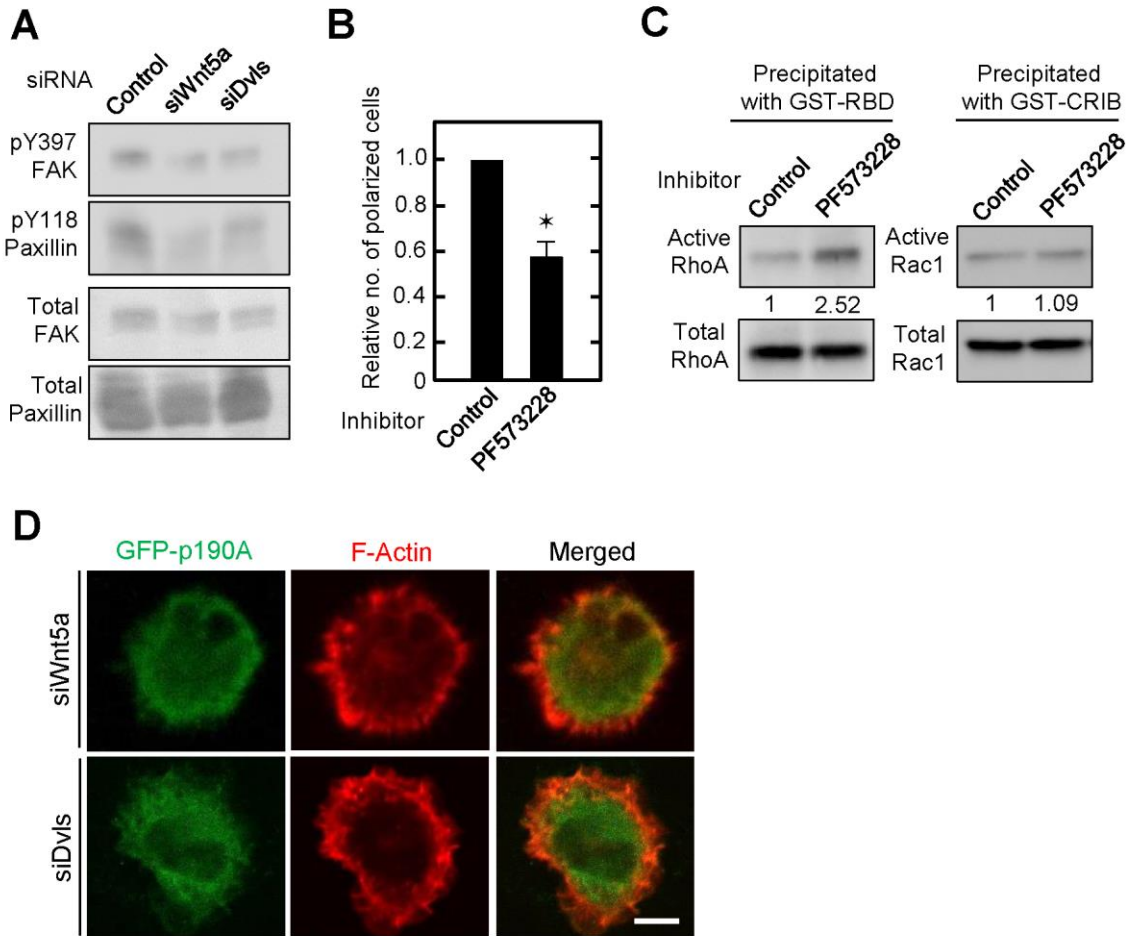 A
siRNA
Control
siWnt5a
siDvls
pY397
FAK
pY118
Paxillin
Total
FAK
Total
Paxillin
B
Relative no. of polarized cells
1.0
0.8
0.6
0.4
0.2
0
✶
Inhibitor
Control
PF573228
C
Precipitated
with GST-RBD
Precipitated
with GST-CRIB
Inhibitor
Control
PF573228
Control
PF573228
Active
RhoA
Active
Rac1
1 2.52
1 1.09
Total
RhoA
Total
Rac1
D
GFP-p190A
F-Actin
Merged
siWnt5a
siDvls